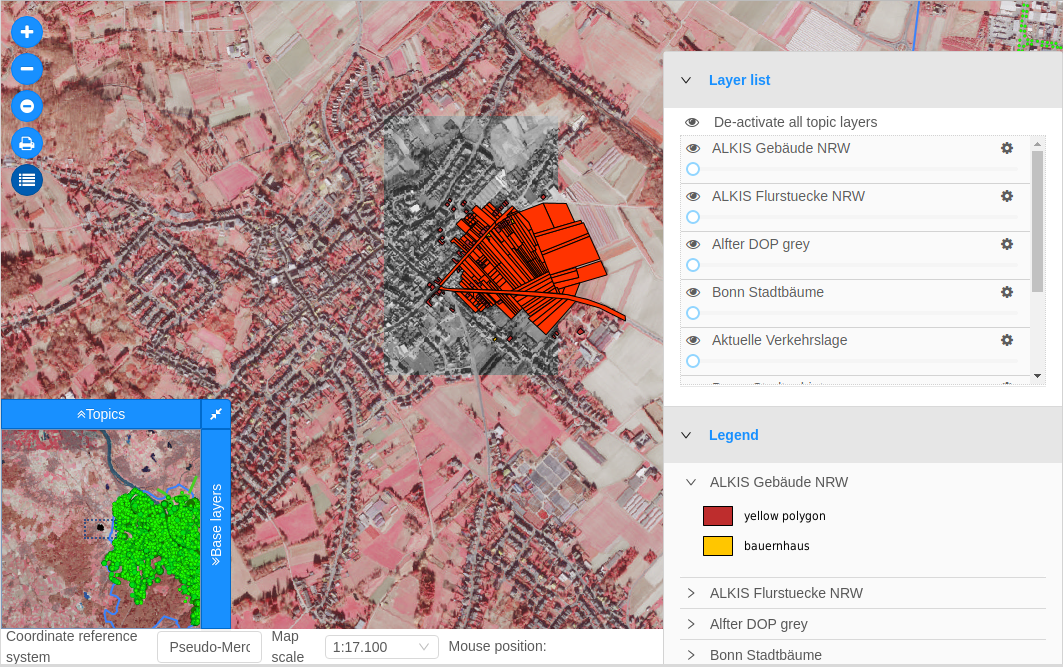 Layer list
De-activate all topic layers
ALKIS Gebäude NRW
ALKIS Flurstuecke NRW
Alfter DOP grey
Bonn Stadtbäume
Aktuelle Verkehrslage
Legend
ALKIS Gebäude NRW
yellow polygon
bauernhaus
ALKIS Flurstuecke NRW
Alfter DOP grey
Bonn Stadtbäume
Topics
Base layers
Coordinate reference
system
Pseudo-Merc
Map
scale
1:17.100
Mouse position: